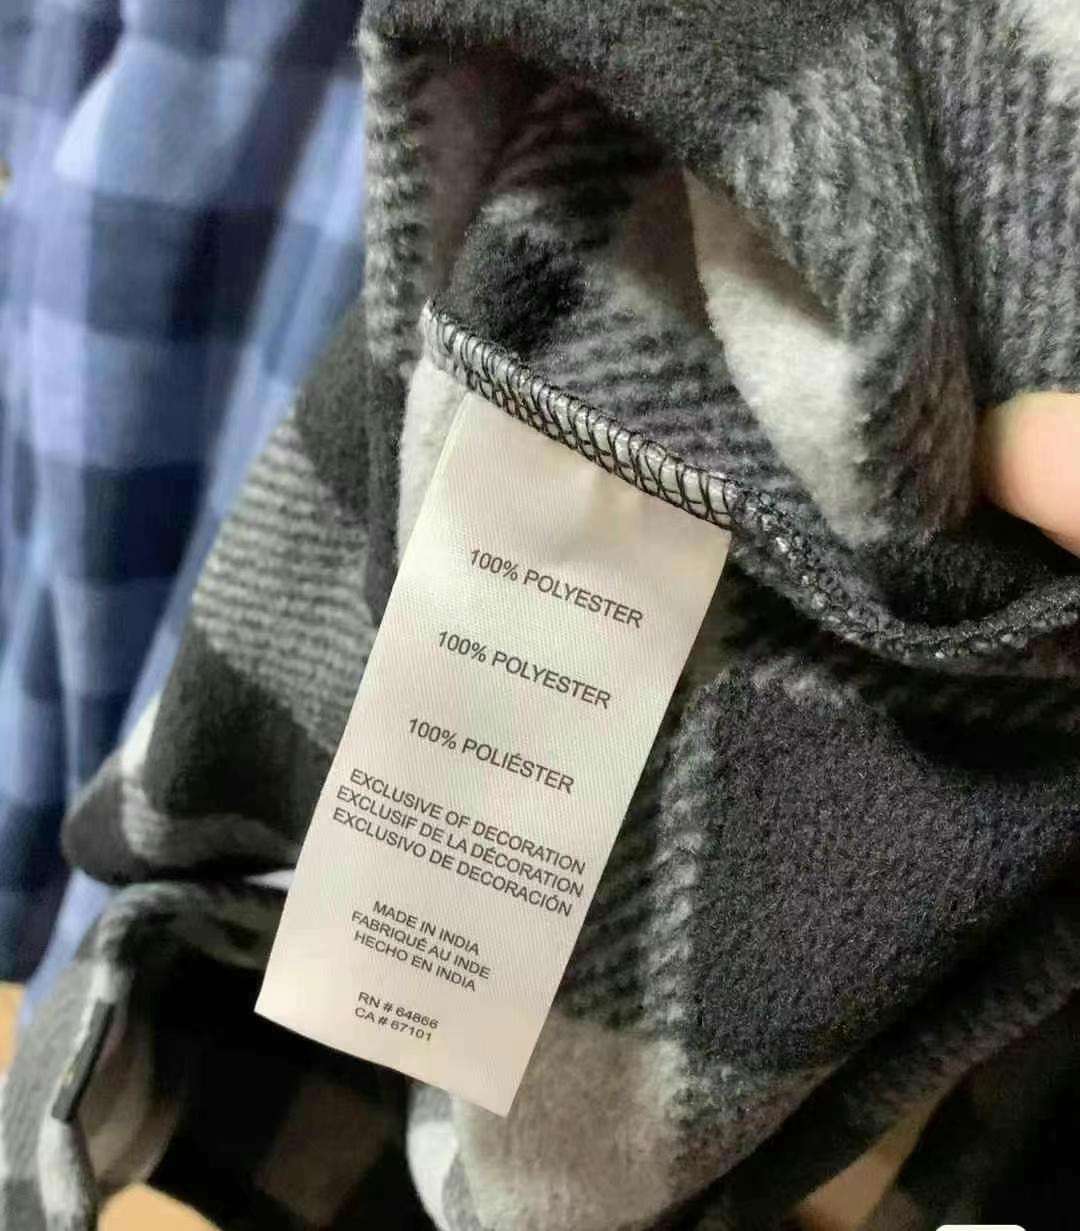 100% POLYESTER
100% POLYESTER
100% POLIÉSTER
EXCLUSIVE OF DECORATION
EXCLUSIF DE LA DÉCORATION
EXCLUSIVO DE DECORACIÓN
MADE IN INDIA
FABRIQUÉ AU INDE
HECHO EN INDIA
RN # 64866
CA # 67101